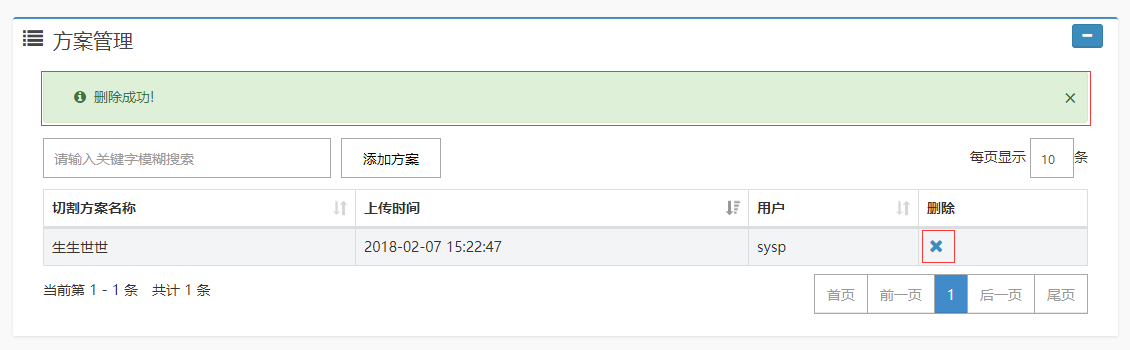 方案管理
删除成功!
请输入关键字模糊搜索 添加方案 每页显示 10 条
切割方案名称 上传时间 用户 删除
生生世世 2018-02-07 15:22:47 sysp
当前第 1 - 1 条 共计 1 条 首页 前一页 1 后一页 尾页